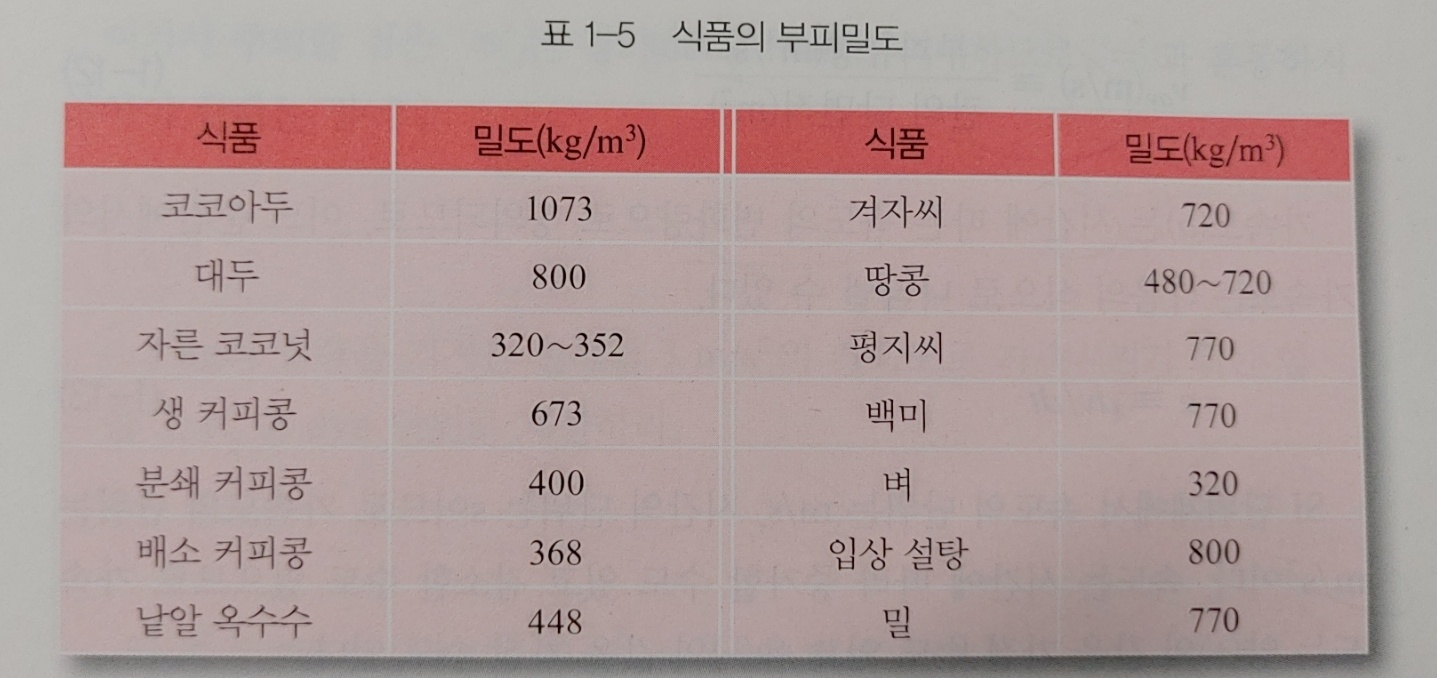 표 1-5 식품의 부피밀도
식품 밀도(kg/m³) 식품 밀도(kg/m³)
코코아두 1073 겨자씨 720
대두 800 땅콩 480~720
자른 코코넛 320~352 평지씨 770
생 커피콩 673 백미 770
분쇄 커피콩 400 벼 320
배소 커피콩 368 입상 설탕 800
낱알 옥수수 448 밀 770